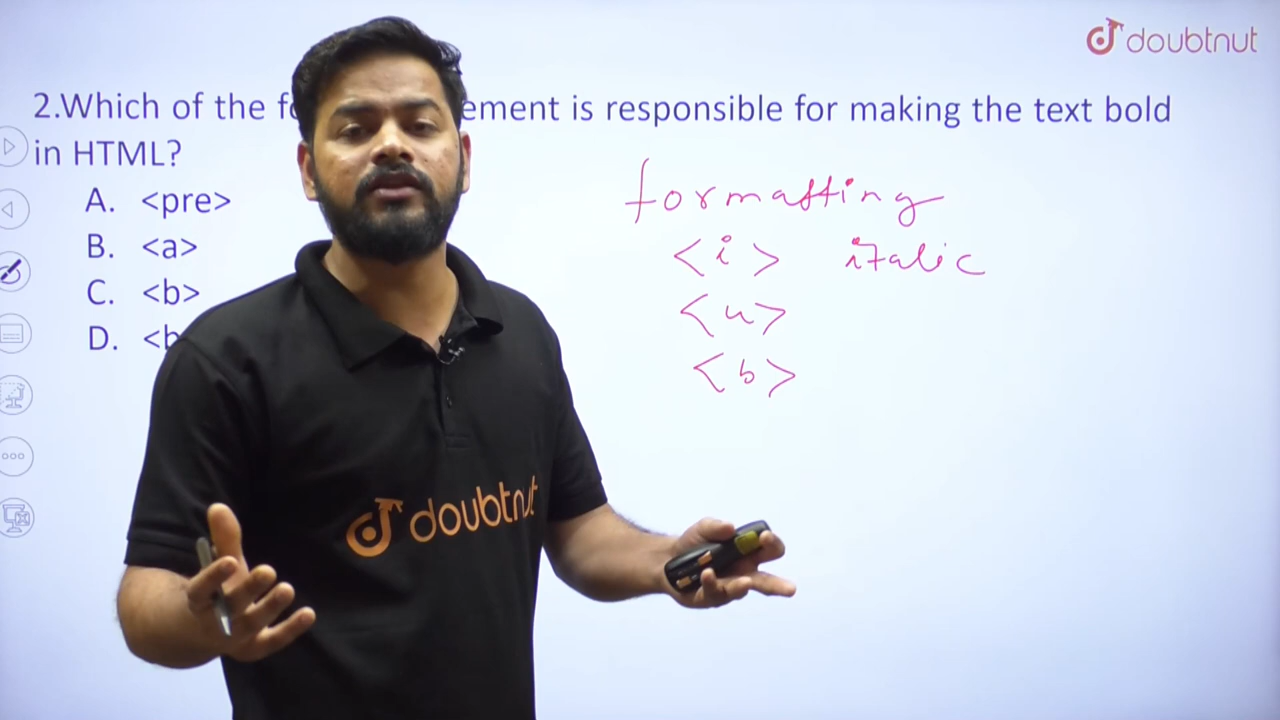 doubtnut
2.Which of the ement is responsible for making the text bold
in HTML?
A. <pre>
B. <a>
C. <b>
D.
formatting
<i> italic
<u>
<b>
doubtnut